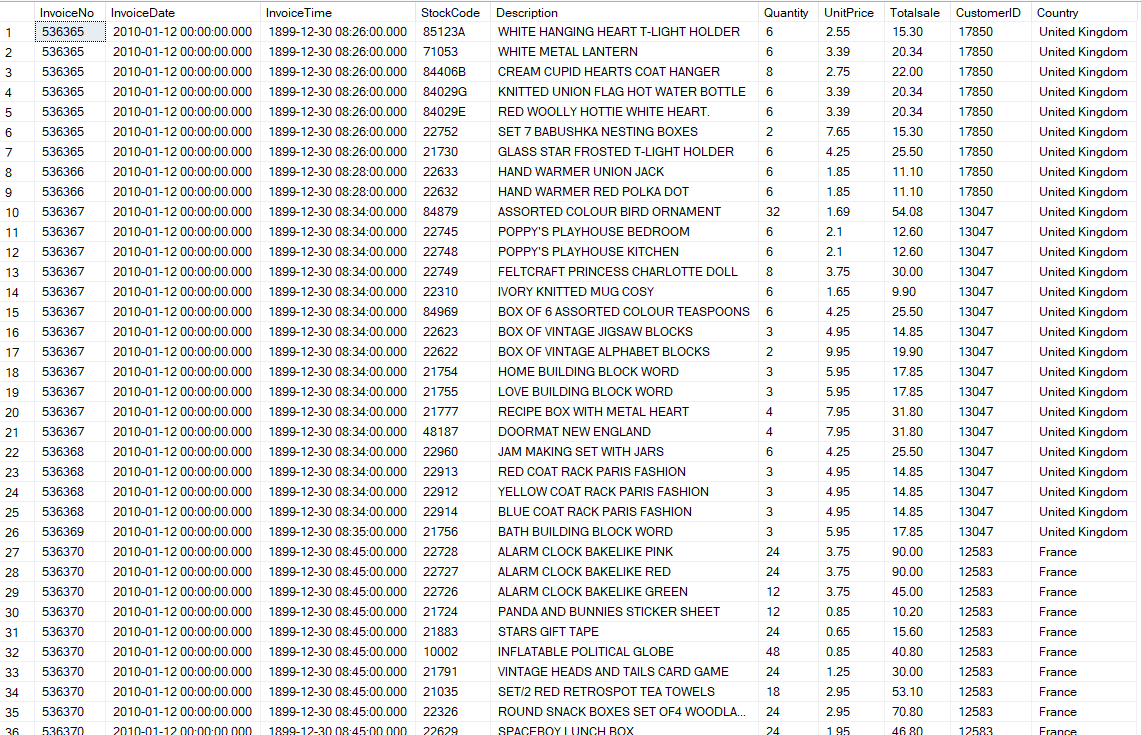 InvoiceNo InvoiceDate InvoiceTime StockCode Description Quantity UnitPrice Totalsale CustomerID Country
1 536365 2010-01-12 00:00:00.000 1899-12-30 08:26:00.000 85123A WHITE HANGING HEART T-LIGHT HOLDER 6 2.55 15.30 17850 United Kingdom
2 536365 2010-01-12 00:00:00.000 1899-12-30 08:26:00.000 71053 WHITE METAL LANTERN 6 3.39 20.34 17850 United Kingdom
3 536365 2010-01-12 00:00:00.000 1899-12-30 08:26:00.000 84406B CREAM CUPID HEARTS COAT HANGER 8 2.75 22.00 17850 United Kingdom
4 536365 2010-01-12 00:00:00.000 1899-12-30 08:26:00.000 84029G KNITTED UNION FLAG HOT WATER BOTTLE 6 3.39 20.34 17850 United Kingdom
5 536365 2010-01-12 00:00:00.000 1899-12-30 08:26:00.000 84029E RED WOOLLY HOTTIE WHITE HEART. 6 3.39 20.34 17850 United Kingdom
6 536365 2010-01-12 00:00:00.000 1899-12-30 08:26:00.000 22752 SET 7 BABUSHKA NESTING BOXES 2 7.65 15.30 17850 United Kingdom
7 536365 2010-01-12 00:00:00.000 1899-12-30 08:26:00.000 21730 GLASS STAR FROSTED T-LIGHT HOLDER 6 4.25 25.50 17850 United Kingdom
8 536366 2010-01-12 00:00:00.000 1899-12-30 08:28:00.000 22633 HAND WARMER UNION JACK 6 1.85 11.10 17850 United Kingdom
9 536366 2010-01-12 00:00:00.000 1899-12-30 08:28:00.000 22632 HAND WARMER RED POLKA DOT 6 1.85 11.10 17850 United Kingdom
10 536367 2010-01-12 00:00:00.000 1899-12-30 08:34:00.000 84879 ASSORTED COLOUR BIRD ORNAMENT 32 1.69 54.08 13047 United Kingdom
11 536367 2010-01-12 00:00:00.000 1899-12-30 08:34:00.000 22745 POPPY'S PLAYHOUSE BEDROOM 6 2.1 12.60 13047 United Kingdom
12 536367 2010-01-12 00:00:00.000 1899-12-30 08:34:00.000 22748 POPPY'S PLAYHOUSE KITCHEN 6 2.1 12.60 13047 United Kingdom
13 536367 2010-01-12 00:00:00.000 1899-12-30 08:34:00.000 22749 FELTCRAFT PRINCESS CHARLOTTE DOLL 8 3.75 30.00 13047 United Kingdom
14 536367 2010-01-12 00:00:00.000 1899-12-30 08:34:00.000 22310 IVORY KNITTED MUG COSY 6 1.65 9.90 13047 United Kingdom
15 536367 2010-01-12 00:00:00.000 1899-12-30 08:34:00.000 84969 BOX OF 6 ASSORTED COLOUR TEASPOONS 6 4.25 25.50 13047 United Kingdom
16 536367 2010-01-12 00:00:00.000 1899-12-30 08:34:00.000 22623 BOX OF VINTAGE JIGSAW BLOCKS 3 4.95 14.85 13047 United Kingdom
17 536367 2010-01-12 00:00:00.000 1899-12-30 08:34:00.000 22622 BOX OF VINTAGE ALPHABET BLOCKS 2 9.95 19.90 13047 United Kingdom
18 536367 2010-01-12 00:00:00.000 1899-12-30 08:34:00.000 21754 HOME BUILDING BLOCK WORD 3 5.95 17.85 13047 United Kingdom
19 536367 2010-01-12 00:00:00.000 1899-12-30 08:34:00.000 21755 LOVE BUILDING BLOCK WORD 3 5.95 17.85 13047 United Kingdom
20 536367 2010-01-12 00:00:00.000 1899-12-30 08:34:00.000 21777 RECIPE BOX WITH METAL HEART 4 7.95 31.80 13047 United Kingdom
21 536367 2010-01-12 00:00:00.000 1899-12-30 08:34:00.000 48187 DOORMAT NEW ENGLAND 4 7.95 31.80 13047 United Kingdom
22 536368 2010-01-12 00:00:00.000 1899-12-30 08:34:00.000 22960 JAM MAKING SET WITH JARS 6 4.25 25.50 13047 United Kingdom
23 536368 2010-01-12 00:00:00.000 1899-12-30 08:34:00.000 22913 RED COAT RACK PARIS FASHION 3 4.95 14.85 13047 United Kingdom
24 536368 2010-01-12 00:00:00.000 1899-12-30 08:34:00.000 22912 YELLOW COAT RACK PARIS FASHION 3 4.95 14.85 13047 United Kingdom
25 536368 2010-01-12 00:00:00.000 1899-12-30 08:34:00.000 22914 BLUE COAT RACK PARIS FASHION 3 4.95 14.85 13047 United Kingdom
26 536369 2010-01-12 00:00:00.000 1899-12-30 08:35:00.000 21756 BATH BUILDING BLOCK WORD 3 5.95 17.85 13047 United Kingdom
27 536370 2010-01-12 00:00:00.000 1899-12-30 08:45:00.000 22728 ALARM CLOCK BAKELIKE PINK 24 3.75 90.00 12583 France
28 536370 2010-01-12 00:00:00.000 1899-12-30 08:45:00.000 22727 ALARM CLOCK BAKELIKE RED 24 3.75 90.00 12583 France
29 536370 2010-01-12 00:00:00.000 1899-12-30 08:45:00.000 22726 ALARM CLOCK BAKELIKE GREEN 12 3.75 45.00 12583 France
30 536370 2010-01-12 00:00:00.000 1899-12-30 08:45:00.000 21724 PANDA AND BUNNIES STICKER SHEET 12 0.85 10.20 12583 France
31 536370 2010-01-12 00:00:00.000 1899-12-30 08:45:00.000 21883 STARS GIFT TAPE 24 0.65 15.60 12583 France
32 536370 2010-01-12 00:00:00.000 1899-12-30 08:45:00.000 10002 INFLATABLE POLITICAL GLOBE 48 0.85 40.80 12583 France
33 536370 2010-01-12 00:00:00.000 1899-12-30 08:45:00.000 21791 VINTAGE HEADS AND TAILS CARD GAME 24 1.25 30.00 12583 France
34 536370 2010-01-12 00:00:00.000 1899-12-30 08:45:00.000 21035 SET/2 RED RETROSPOT TEA TOWELS 18 2.95 53.10 12583 France
35 536370 2010-01-12 00:00:00.000 1899-12-30 08:45:00.000 22326 ROUND SNACK BOXES SET OF4 WOODLA... 24 2.95 70.80 12583 France
36 536370 2010-01-12 00:00:00.000 1899-12-30 08:45:00.000 22629 SPACEBOY LUNCH BOX 24 1.95 46.80 12583 France